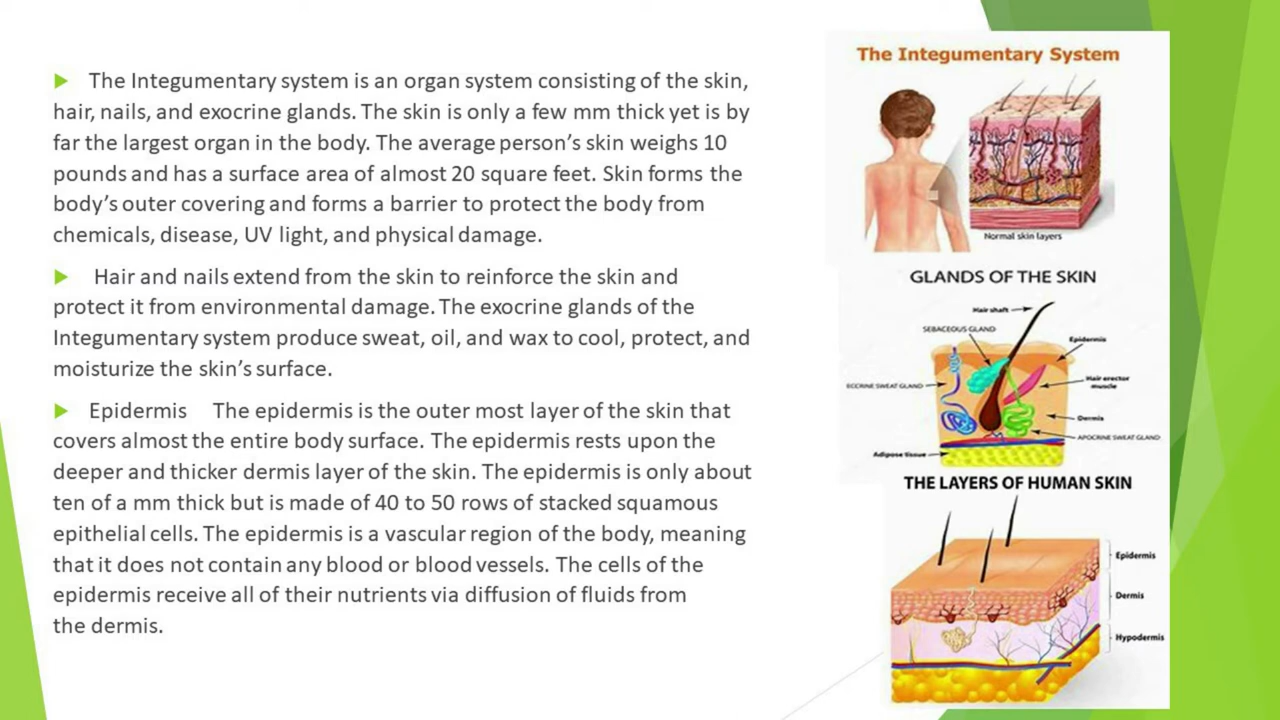 The Integumentary system is an organ system consisting of the skin,
hair, nails, and exocrine glands. The skin is only a few mm thick yet is by
far the largest organ in the body. The average person's skin weighs 10
pounds and has a surface area of almost 20 square feet. Skin forms the
body's outer covering and forms a barrier to protect the body from
chemicals, disease, UV light, and physical damage.
Hair and nails extend from the skin to reinforce the skin and
protect it from environmental damage. The exocrine glands of the
Integumentary system produce sweat, oil, and wax to cool, protect, and
moisturize the skin's surface.
Epidermis The epidermis is the outer most layer of the skin that
covers almost the entire body surface. The epidermis rests upon the
deeper and thicker dermis layer of the skin. The epidermis is only about
ten of a mm thick but is made of 40 to 50 rows of stacked squamous
epithelial cells. The epidermis is a vascular region of the body, meaning
that it does not contain any blood or blood vessels. The cells of the
epidermis receive all of their nutrients via diffusion of fluids from
the dermis.
The Integumentary System
Normal skin layers
GLANDS OF THE SKIN
Hair shaft
SEBACEOUS GLAND
Epidermis
ECCRINE SWEAT GLAND
Hair erector
muscle
Dermis
APOCRINE SWEAT GLAND
Adipose tissue
THE LAYERS OF HUMAN SKIN
Epidermis
Dermis
Hypodermis